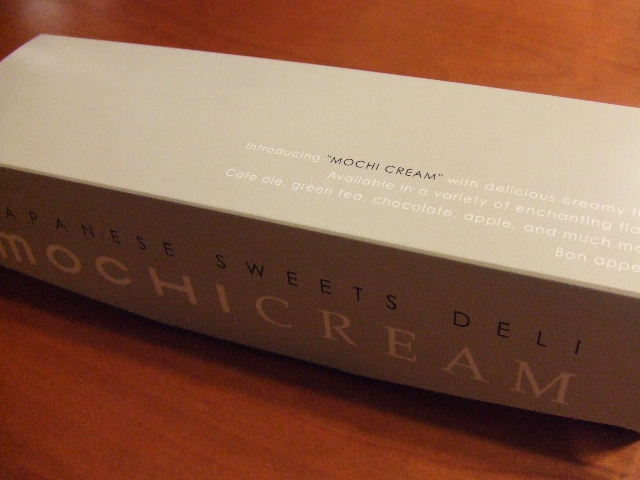 Introducing "MOCHI CREAM" with delicious creamy
Available in a variety of enchanting
Cafe olé, green tea, chocolate, apple, and much
Bon
APANESE SWEETS DELI
mOCHICREAM